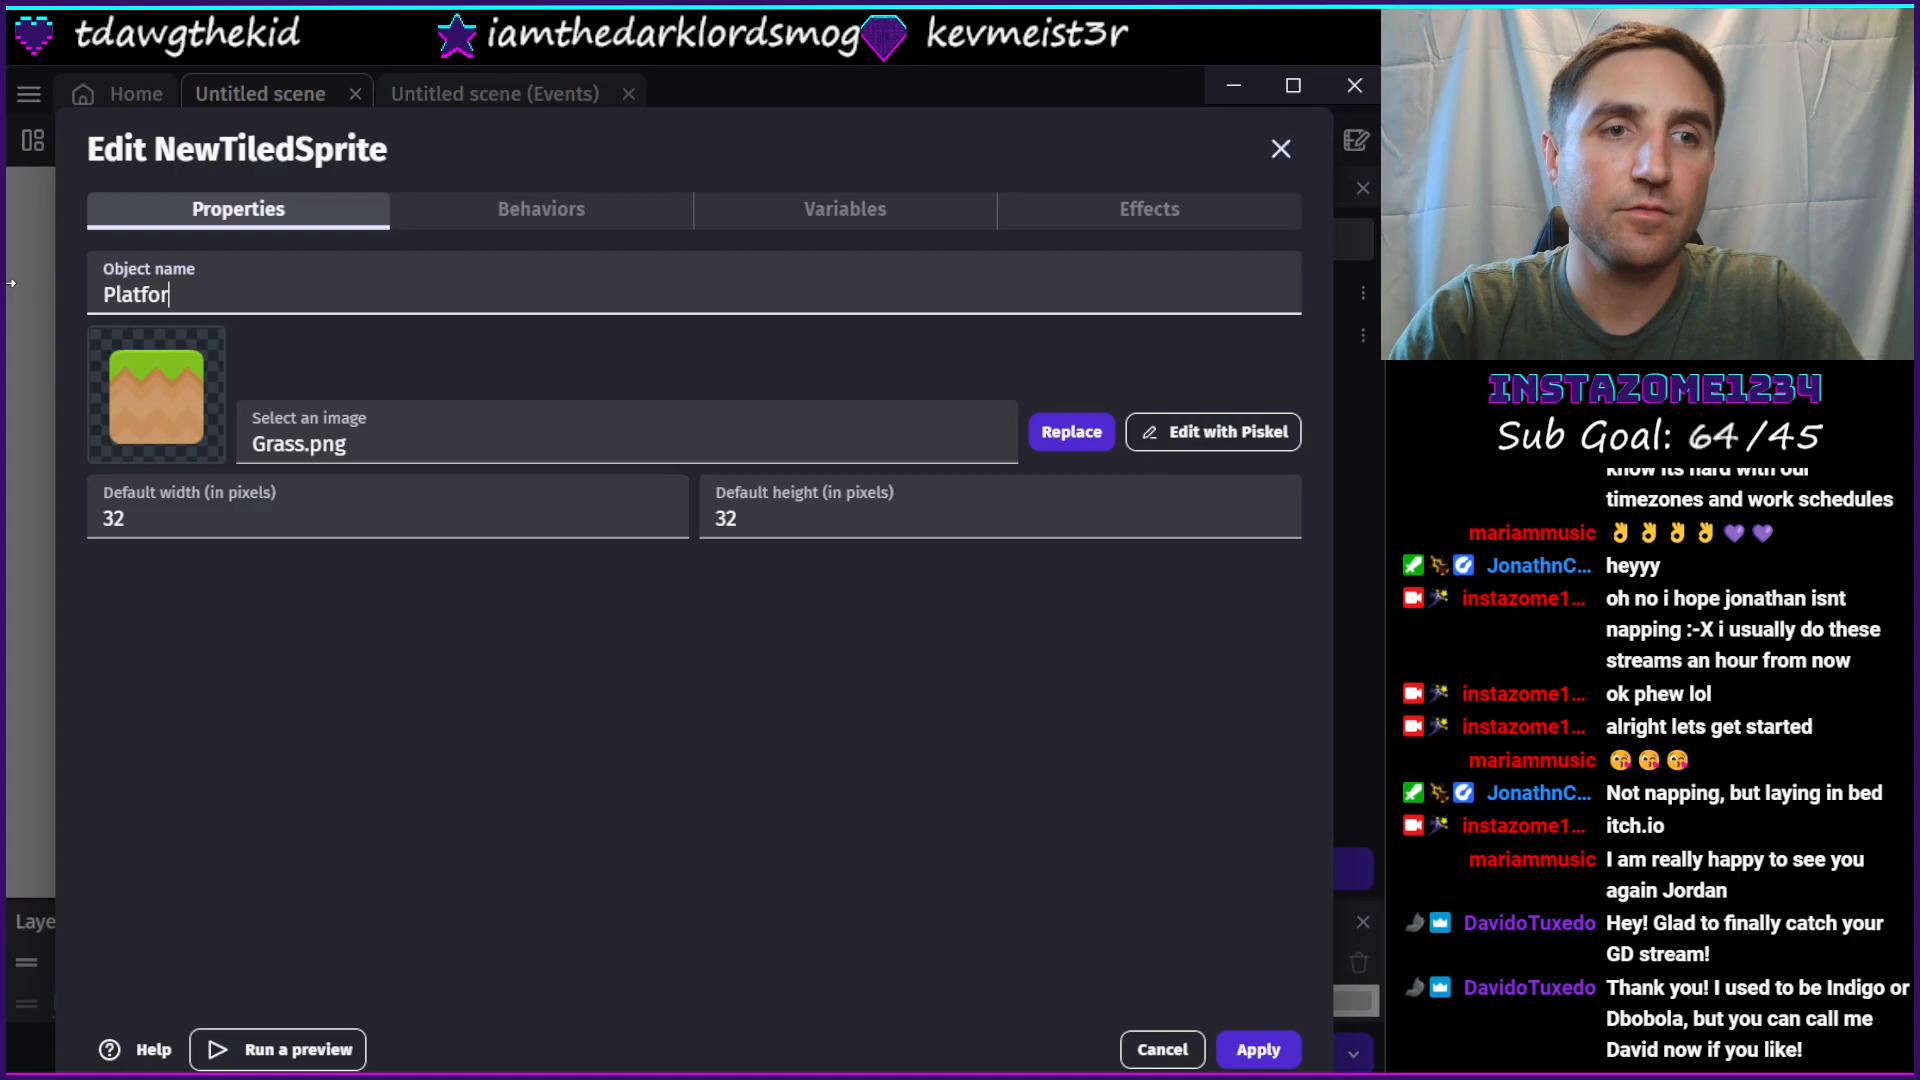 tdawgthekid
iamthedarklordsmog
kevmeist3r
Home
Untitled scene
Untitled scene (Events)
Edit NewTiledSprite
Properties
Behaviors
Variables
Effects
Object name
Platfor
Select an image
Grass.png
Replace
Edit with Piskel
Default width (in pixels)
32
Default height (in pixels)
32
Laye
Help
Run a preview
Cancel
Apply
INSTAZOME1234
Sub Goal: 64/45
know its hard with our
timezones and work schedules
mariammusic 👌👌👌👌💜💜
JonathnC... heyyy
instazome1... oh no i hope jonathan isnt
napping :-X i usually do these
streams an hour from now
instazome1... ok phew lol
instazome1... alright lets get started
mariammusic 😘😘😘
JonathnC... Not napping, but laying in bed
instazome1... itch.io
mariammusic I am really happy to see you
again Jordan
DavidoTuxedo Hey! Glad to finally catch your
GD stream!
DavidoTuxedo Thank you! I used to be Indigo or
Dbobola, but you can call me
David now if you like!